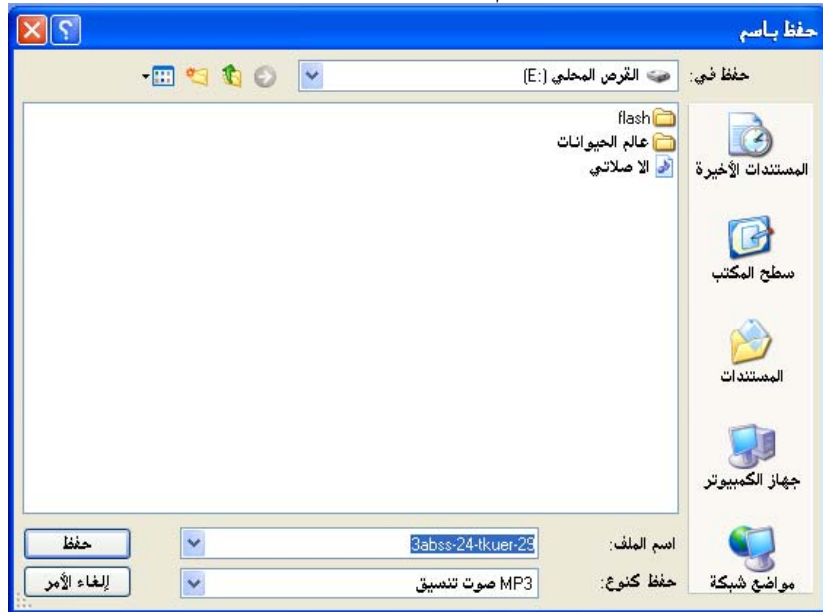 حفظ باسم
حفظ في:
القرص المحلي (E:)
flash
عالم الحيوانات
الا صلاتي
المستندات الأخيرة
سطح المكتب
المستندات
جهاز الكمبيوتر
مواضع شبكة
اسم الملف:
3abss-24-tkuer-29
حفظ
حفظ كنوع:
MP3 صوت تنسيق
إلغاء الأمر